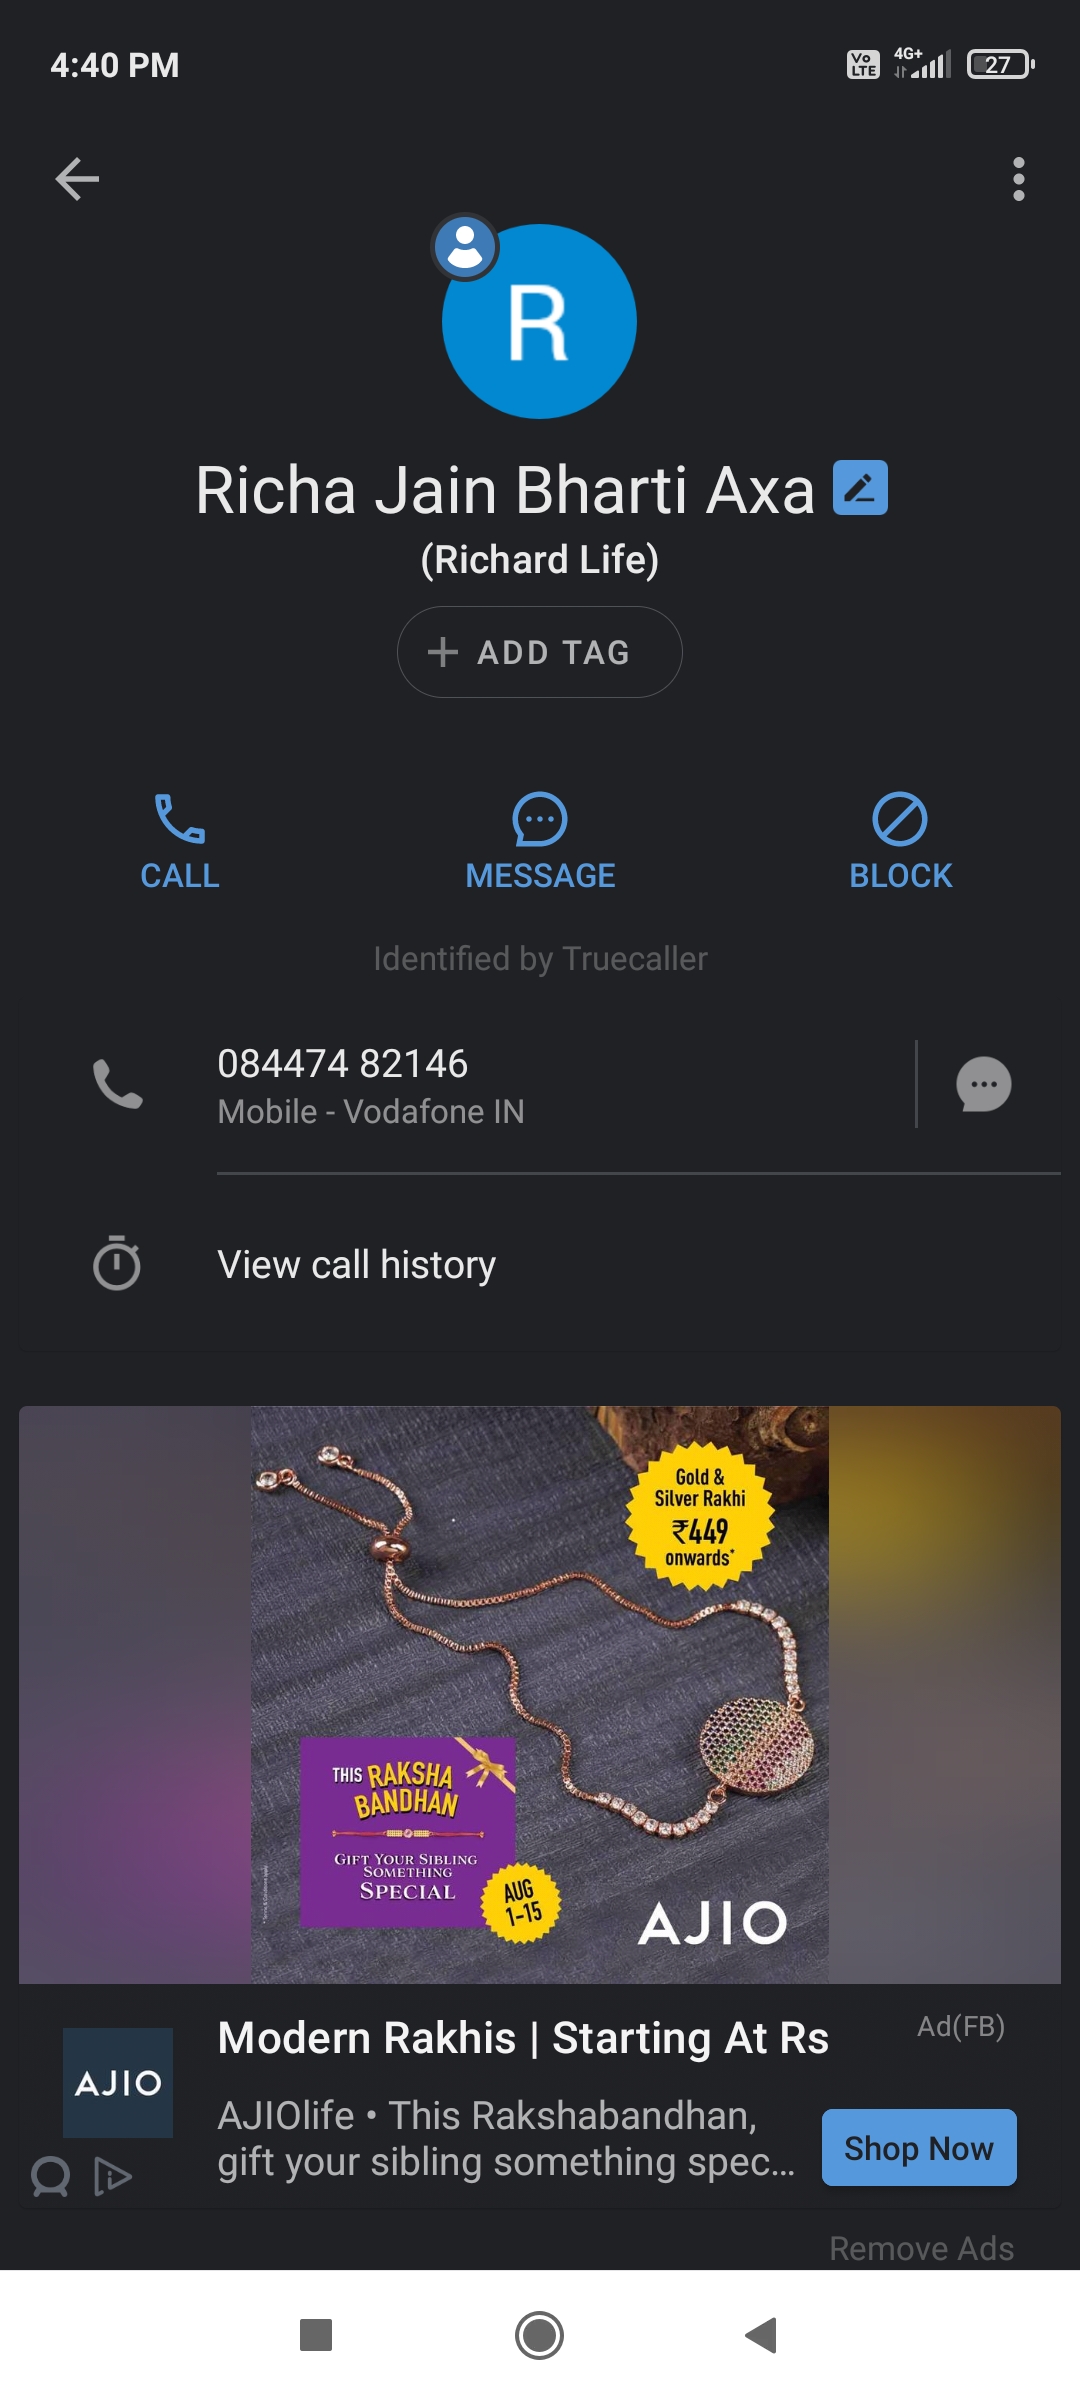 4:40 PM
Vo LTE
4G+
27
R
Richa Jain Bharti Axa
(Richard Life)
+ ADD TAG
CALL
MESSAGE
BLOCK
Identified by Truecaller
084474 82146
Mobile - Vodafone IN
View call history
Gold &
Silver Rakhi
₹449
onwards*
THIS RAKSHA
BANDHAN
GIFT YOUR SIBLING
SOMETHING
SPECIAL
AUG
1-15
AJIO
Modern Rakhis | Starting At Rs
Ad(FB)
AJIO
AJIOlife • This Rakshabandhan,
gift your sibling something spec...
Shop Now
Remove Ads